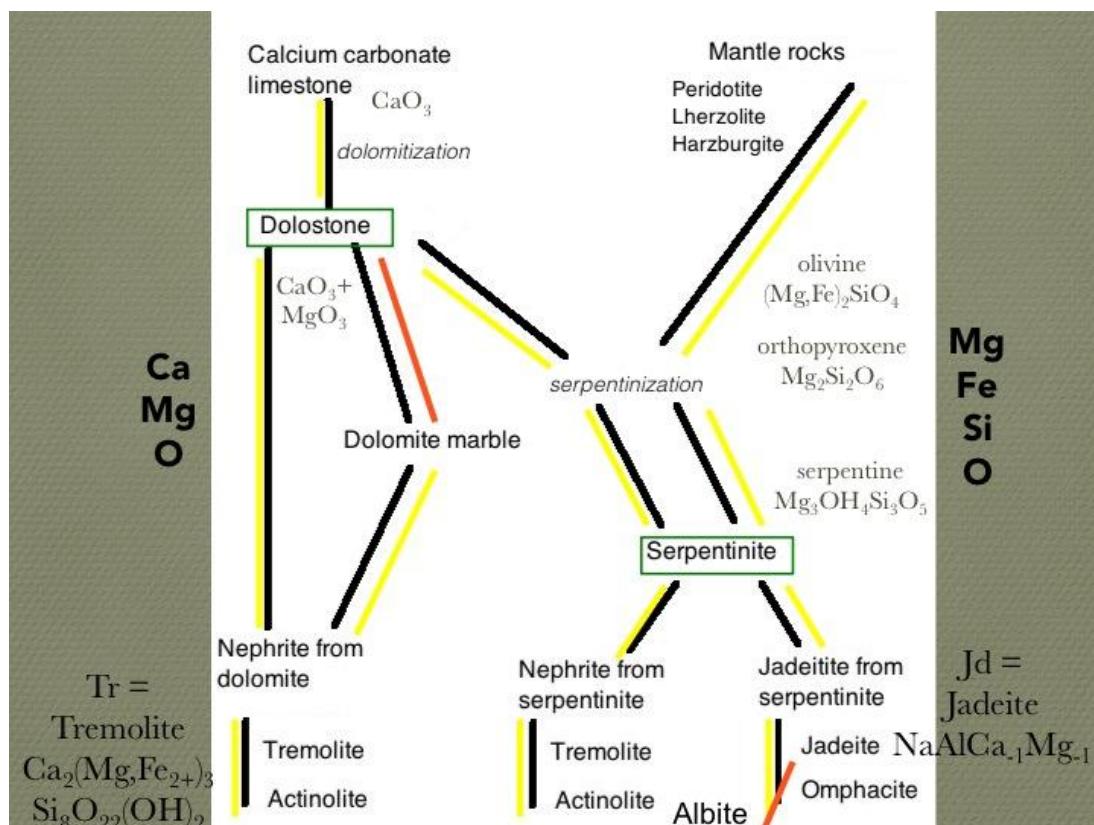 Calcium carbonate
limestone
CaO₃
dolomitization
Dolostone
CaO₃+
MgO₃
Dolomite marble
Mantle rocks
Peridotite
Lherzolite
Harzburgite
olivine
(Mg,Fe)₂SiO₄
orthopyroxene
Mg₂Si₂O₆
serpentinization
serpentine
Mg₃OH₄Si₃O₅
Serpentinite
Ca
Mg
O
Mg
Fe
Si
O
Nephrite from
dolomite
Tremolite
Actinolite
Nephrite from
serpentinite
Tremolite
Actinolite
Jadeitite from
serpentinite
Jadeite
Omphacite
Albite
Tr =
Tremolite
Ca₂(Mg,Fe₂₊)₃
Si₈O₂₂(OH)₂
Jd =
Jadeite
NaAlCa₋₁Mg₋₁